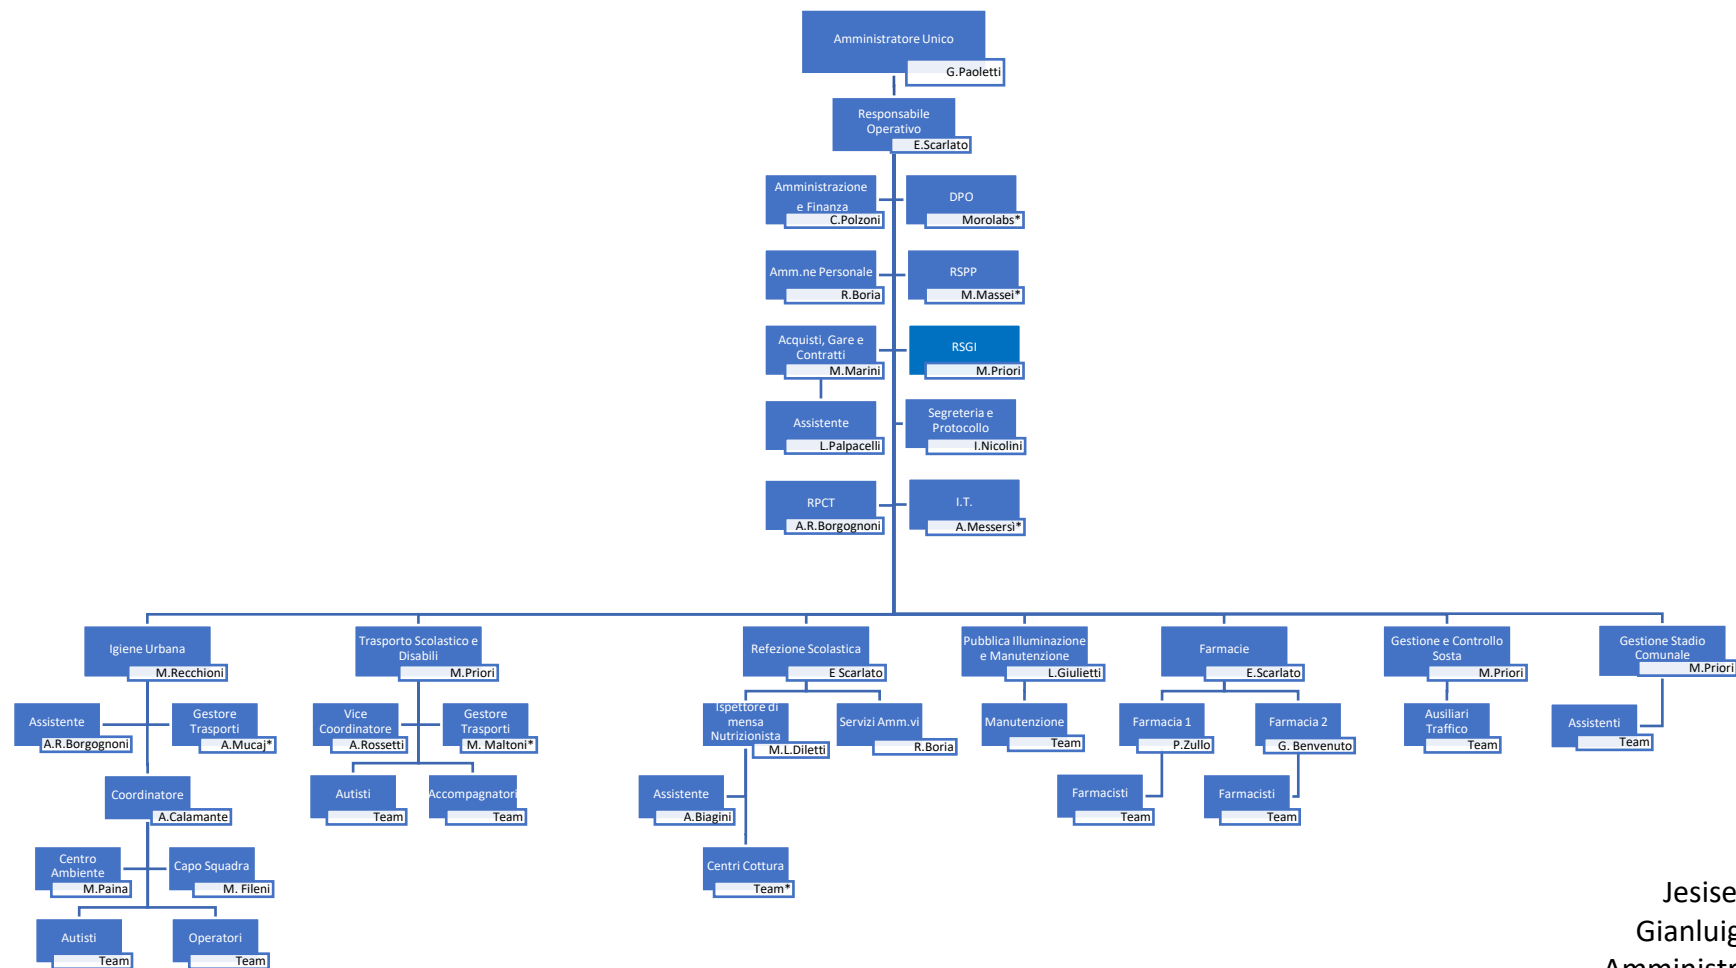 Amministratore Unico
G.Paoletti
Responsabile
Operativo
E.Scarlato
Amministrazione
e Finanza
C.Polzoni
DPO
Morolabs*
Amm.ne Personale
R.Boria
RSPP
M.Massei*
Acquisti, Gare e
Contratti
M.Marini
RSGI
M.Priori
Assistente
L.Palpacelli
Segreteria e
Protocollo
I.Nicolini
RPCT
A.R.Borgognoni
I.T.
A.Messersì*
Igiene Urbana
M.Recchioni
Trasporto Scolastico e
Disabili
M.Priori
Refezione Scolastica
E Scarlato
Pubblica Illuminazione
e Manutenzione
L.Giulietti
Farmacie
E.Scarlato
Gestione e Controllo
Sosta
M.Priori
Gestione Stadio
Comunale
M.Priori
Assistente
A.R.Borgognoni
Gestore
Trasporti
A.Mucaj*
Vice
Coordinatore
A.Rossetti
Gestore
Trasporti
M. Maltoni*
Ispettore di
mensa
Nutrizionista
M.L.Diletti
Servizi Amm.vi
R.Boria
Manutenzione
Team
Farmacia 1
P.Zullo
Farmacia 2
G. Benvenuto
Ausiliari
Traffico
Team
Assistenti
Team
Coordinatore
A.Calamante
Autisti
Team
Accompagnatori
Team
Assistente
A.Biagini
Farmacisti
Team
Farmacisti
Team
Centro
Ambiente
M.Paina
Capo Squadra
M. Fileni
Centri Cottura
Team*
Autisti
Team
Operatori
Team
Jesise
Gianluig
Amministr